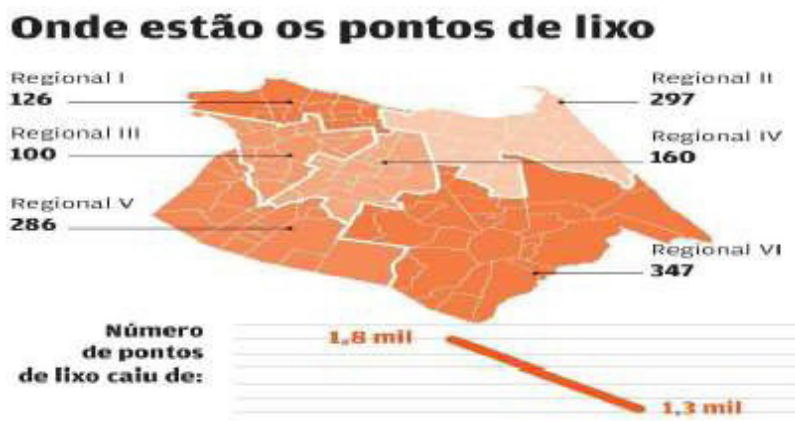 Onde estão os pontos de lixo
Regional I
126
Regional II
297
Regional III
100
Regional IV
160
Regional V
286
Regional VI
347
Número
de pontos
de lixo caiu de:
1,8 mil
1,3 mil